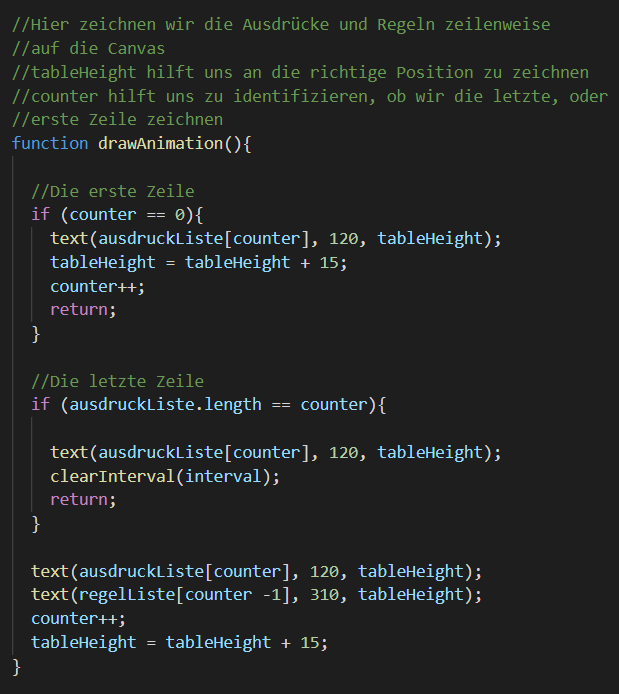 //Hier zeichnen wir die Ausdrücke und Regeln zeilenweise
//auf die Canvas
//tableHeight hilft uns an die richtige Position zu zeichnen
//counter hilft uns zu identifizieren, ob wir die letzte, oder
//erste Zeile zeichnen
function drawAnimation(){
//Die erste Zeile
if (counter == 0){
text(ausdruckListe[counter], 120, tableHeight);
tableHeight = tableHeight + 15;
counter++;
return;
}
//Die letzte Zeile
if (ausdruckListe.length == counter){
text(ausdruckListe[counter], 120, tableHeight);
clearInterval(interval);
return;
}
text(ausdruckListe[counter], 120, tableHeight);
text(regelListe[counter -1], 310, tableHeight);
counter++;
tableHeight = tableHeight + 15;
}